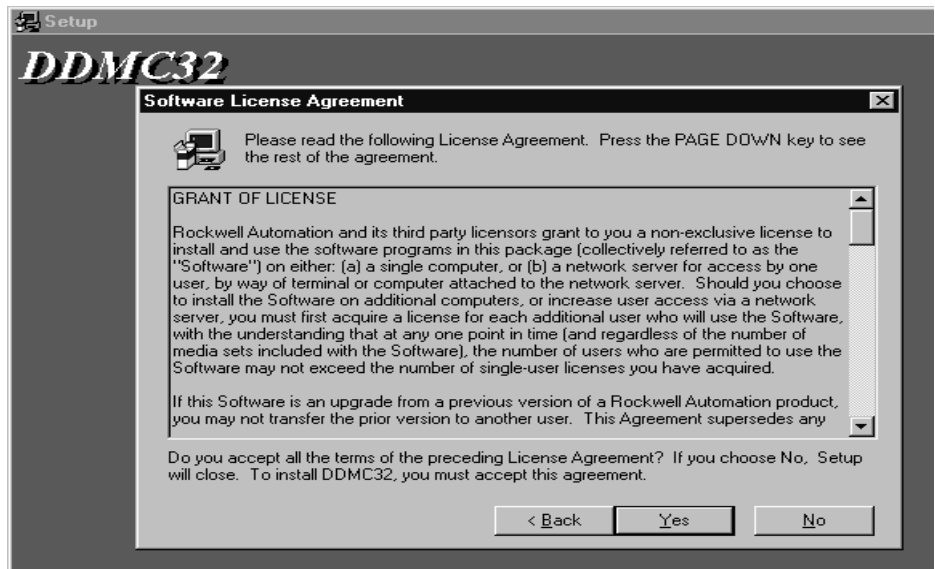 Setup
DDMC32
Software License Agreement
Please read the following License Agreement. Press the PAGE DOWN key to see
the rest of the agreement.
GRANT OF LICENSE
Rockwell Automation and its third party licensors grant to you a non-exclusive license to
install and use the software programs in this package (collectively referred to as the
"Software") on either: (a) a single computer, or (b) a network server for access by one
user, by way of terminal or computer attached to the network server. Should you choose
to install the Software on additional computers, or increase user access via a network
server, you must first acquire a license for each additional user who will use the Software,
with the understanding that at any one point in time (and regardless of the number of
media sets included with the Software), the number of users who are permitted to use the
Software may not exceed the number of single-user licenses you have acquired.
If this Software is an upgrade from a previous version of a Rockwell Automation product,
you may not transfer the prior version to another user. This Agreement supersedes any
Do you accept all the terms of the preceding License Agreement? If you choose No, Setup
will close. To install DDMC32, you must accept this agreement.
< Back
Yes
No